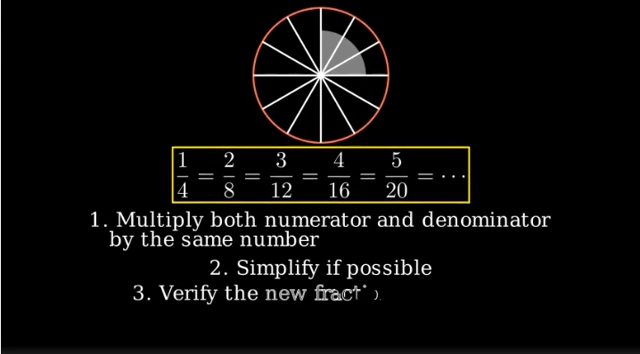 1/4 = 2/8 = 3/12 = 4/16 = 5/20 = ···
1. Multiply both numerator and denominator
by the same number
2. Simplify if possible
3. Verify the new